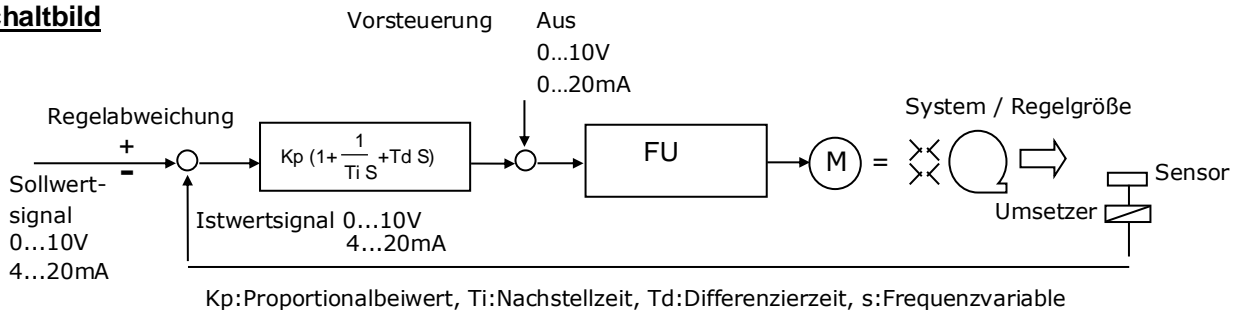 haltbild
Vorsteuerung
Aus
0...10V
0...20mA
Regelabweichung
+
-
Sollwert-
signal
0...10V
4...20mA
Kp (1+ 1/Ti S +Td S)
FU
M
=
System / Regelgröße
Sensor
Umsetzer
Istwertsignal 0...10V
4...20mA
Kp:Proportionalbeiwert, Ti:Nachstellzeit, Td:Differenzierzeit, s:Frequenzvariable